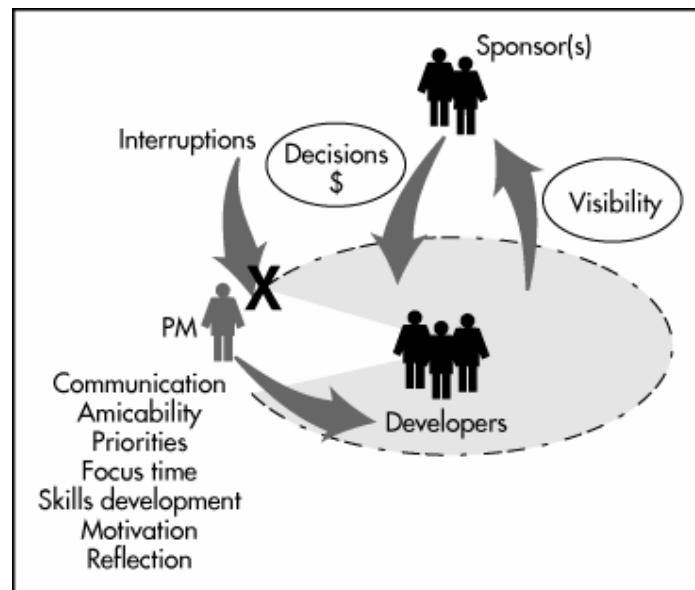 Sponsor(s)
Interruptions
Decisions
$
Visibility
X
PM
Developers
Communication
Amicability
Priorities
Focus time
Skills development
Motivation
Reflection